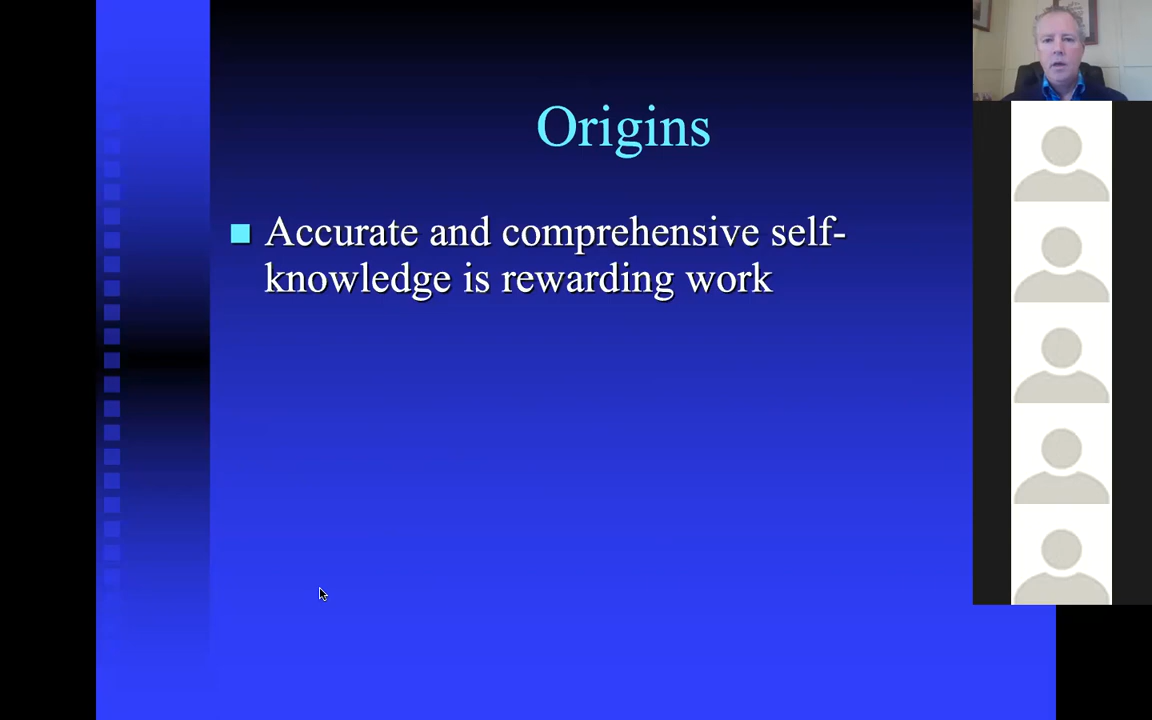 Origins
Accurate and comprehensive self-
knowledge is rewarding work